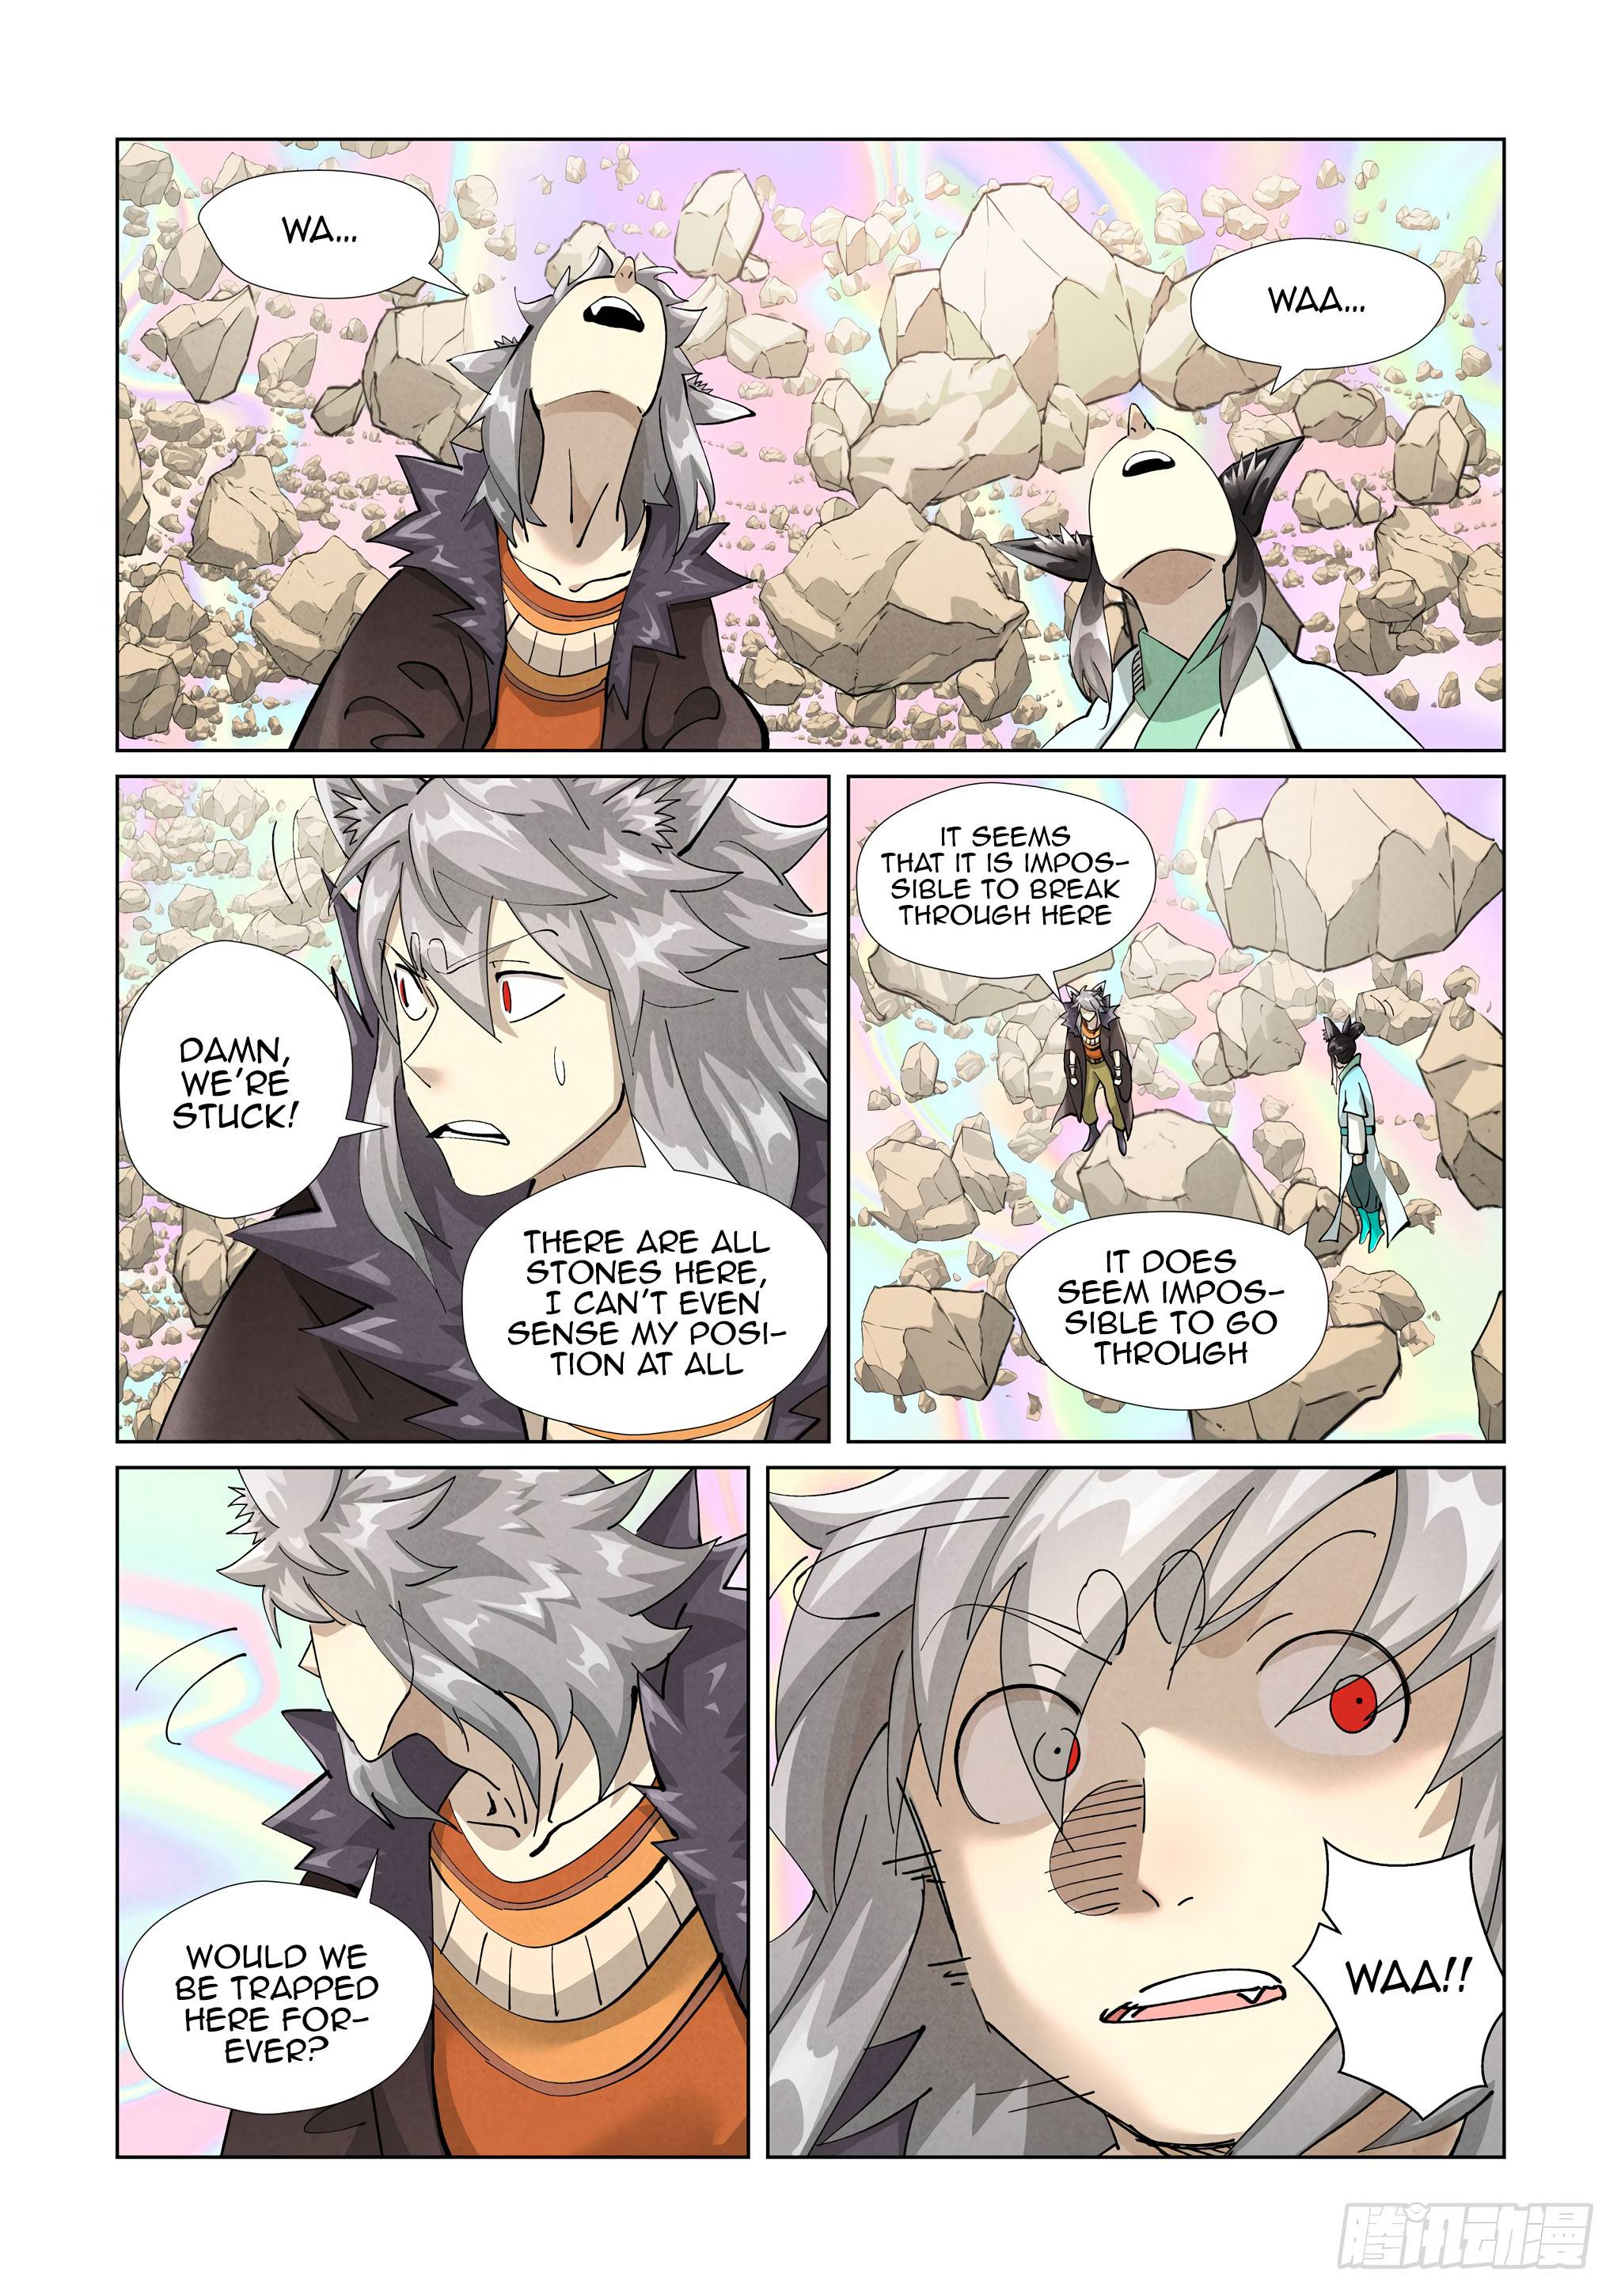 WA...
WAA...
DAMN,
WE'RE
STUCK!
THERE ARE ALL
STONES HERE,
I CAN'T EVEN
SENSE MY POSI-
TION AT ALL
IT SEEMS
THAT IT IS IMPOS-
SIBLE TO BREAK
THROUGH HERE
IT DOES
SEEM IMPOS-
SIBLE TO GO
THROUGH
WOULD WE
BE TRAPPED
HERE FOR-
EVER?
WAA!!
腾讯动漫